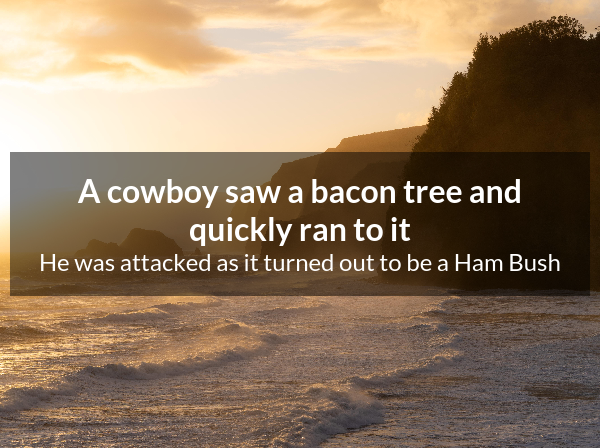 A cowboy saw a bacon tree and
quickly ran to it
He was attacked as it turned out to be a Ham Bush